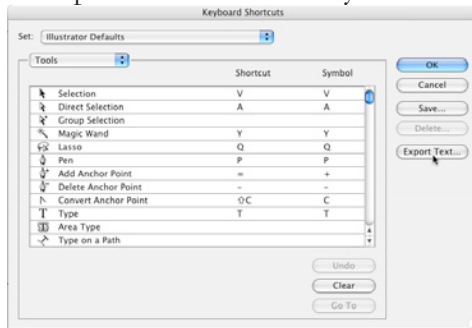 Keyboard Shortcuts
Set: Illustrator Defaults
Tools
OK
Shortcut Symbol
Cancel
Selection V V
Direct Selection A A
Save...
Group Selection
Delete...
Magic Wand Y Y
Lasso Q Q
Export Text...
Pen P P
Add Anchor Point = +
Delete Anchor Point - -
Convert Anchor Point ⇧C C
Type T T
Area Type
Type on a Path
Undo
Clear
Go To